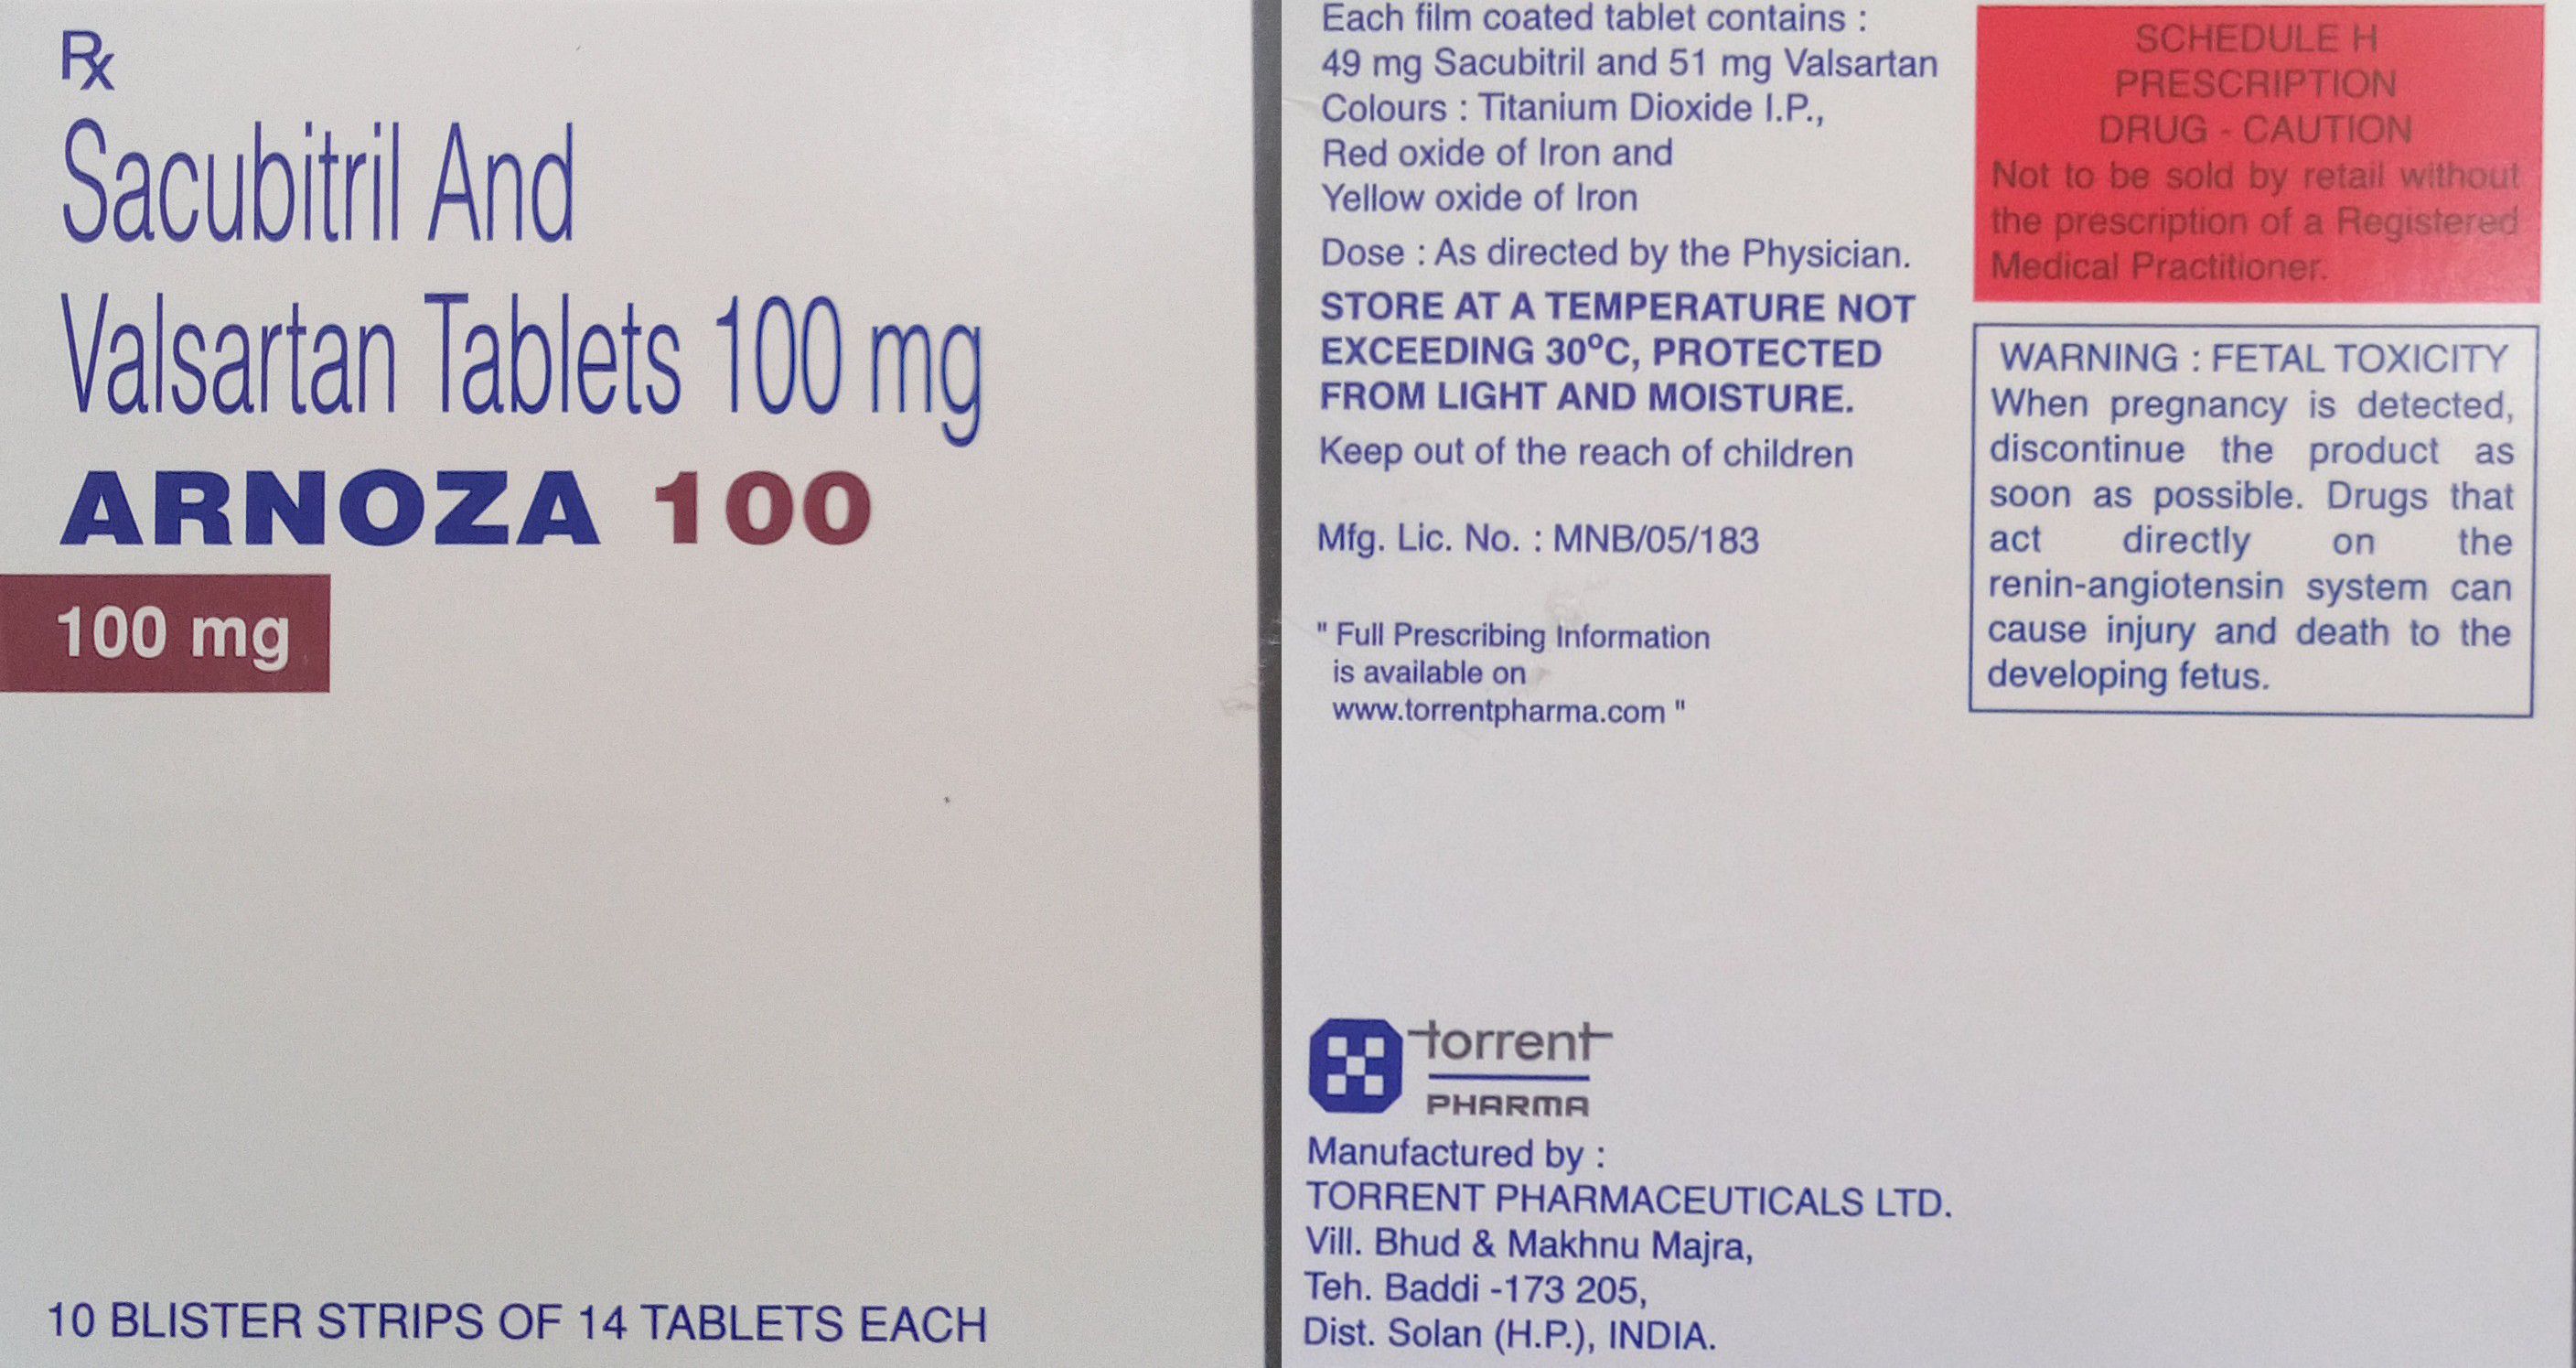 Rx
Sacubitril And
Valsartan Tablets 100 mg
ARNOZA 100
100 mg
10 BLISTER STRIPS OF 14 TABLETS EACH
Each film coated tablet contains :
49 mg Sacubitril and 51 mg Valsartan
Colours : Titanium Dioxide I.P.,
Red oxide of Iron and
Yellow oxide of Iron
Dose : As directed by the Physician.
STORE AT A TEMPERATURE NOT
EXCEEDING 30ºC, PROTECTED
FROM LIGHT AND MOISTURE.
Keep out of the reach of children
Mfg. Lic. No. : MNB/05/183
" Full Prescribing Information
is available on
www.torrentpharma.com "
torrent
PHARMA
Manufactured by :
TORRENT PHARMACEUTICALS LTD.
Vill. Bhud & Makhnu Majra,
Teh. Baddi -173 205,
Dist. Solan (H.P.), INDIA.
SCHEDULE H
PRESCRIPTION
DRUG - CAUTION
Not to be sold by retail without
the prescription of a Registered
Medical Practitioner.
WARNING : FETAL TOXICITY
When pregnancy is detected,
discontinue the product as
soon as possible. Drugs that
act directly on the
renin-angiotensin system can
cause injury and death to the
developing fetus.